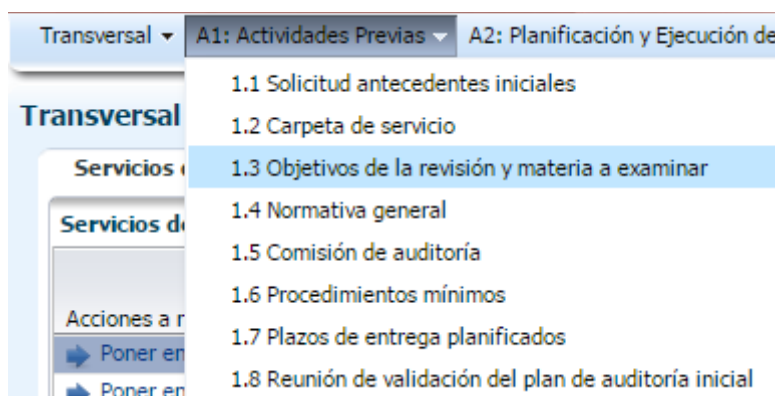 Transversal A1: Actividades Previas A2: Planificación y Ejecución de
1.1 Solicitud antecedentes iniciales
Transversal
1.2 Carpeta de servicio
Servicios
1.3 Objetivos de la revisión y materia a examinar
Servicios de
1.4 Normativa general
1.5 Comisión de auditoría
1.6 Procedimientos mínimos
Acciones a r
1.7 Plazos de entrega planificados
Poner en
1.8 Reunión de validación del plan de auditoría inicial
Poner en